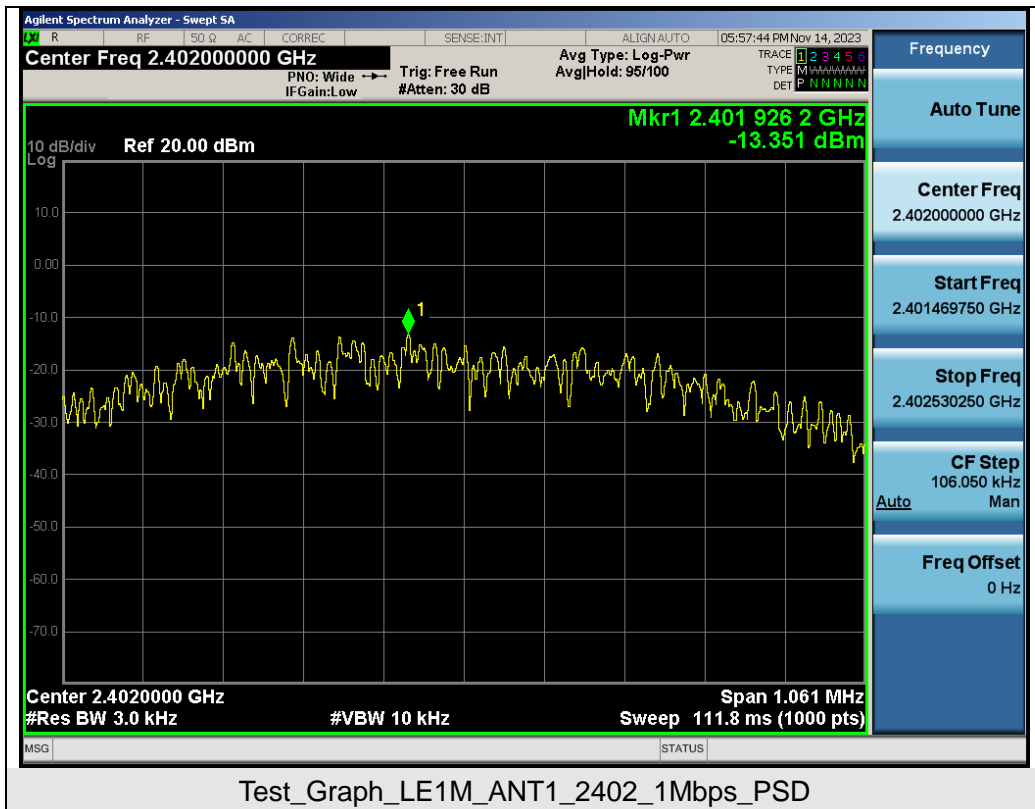 Agilent Spectrum Analyzer - Swept SA
LXI R RF 50 Ω AC CORREC SENSE:INT ALIGN AUTO 05:57:44 PM Nov 14, 2023
Center Freq 2.402000000 GHz
PNO: Wide
IFGain:Low
Trig: Free Run
#Atten: 30 dB
Avg Type: Log-Pwr
Avg|Hold: 95/100
TRACE 1 2 3 4 5 6
TYPE M
DET P N N N N N
Mkr1 2.401 926 2 GHz
-13.351 dBm
10 dB/div Ref 20.00 dBm
Log
10.0
0.00
1
-10.0
-20.0
-30.0
-40.0
-50.0
-60.0
-70.0
Center 2.4020000 GHz Span 1.061 MHz
#Res BW 3.0 kHz #VBW 10 kHz Sweep 111.8 ms (1000 pts)
MSG STATUS
Frequency
Auto Tune
Center Freq
2.402000000 GHz
Start Freq
2.401469750 GHz
Stop Freq
2.402530250 GHz
CF Step
106.050 kHz
Auto Man
Freq Offset
0 Hz
Test_Graph_LE1M_ANT1_2402_1Mbps_PSD